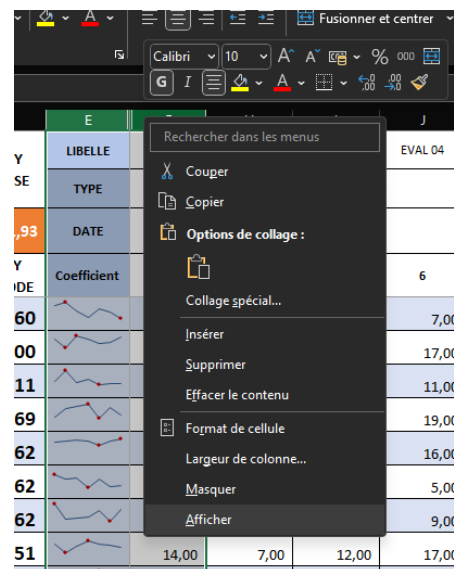 Fusionner et centrer
Calibri 10 A^ A˅ % 000
G I A ,00 ,00
E J
Y LIBELLE Rechercher dans les menus EVAL 04
SE TYPE Couper
Copier
,93 DATE Options de collage :
Y Coefficient 6
DDE
60 Collage spécial... 7,00
00 Insérer 17,00
11 Supprimer 11,00
Effacer le contenu
69 Format de cellule 19,00
62 Largeur de colonne... 16,00
62 Masquer 5,00
62 Afficher 9,00
51 14,00 7,00 12,00 17,00